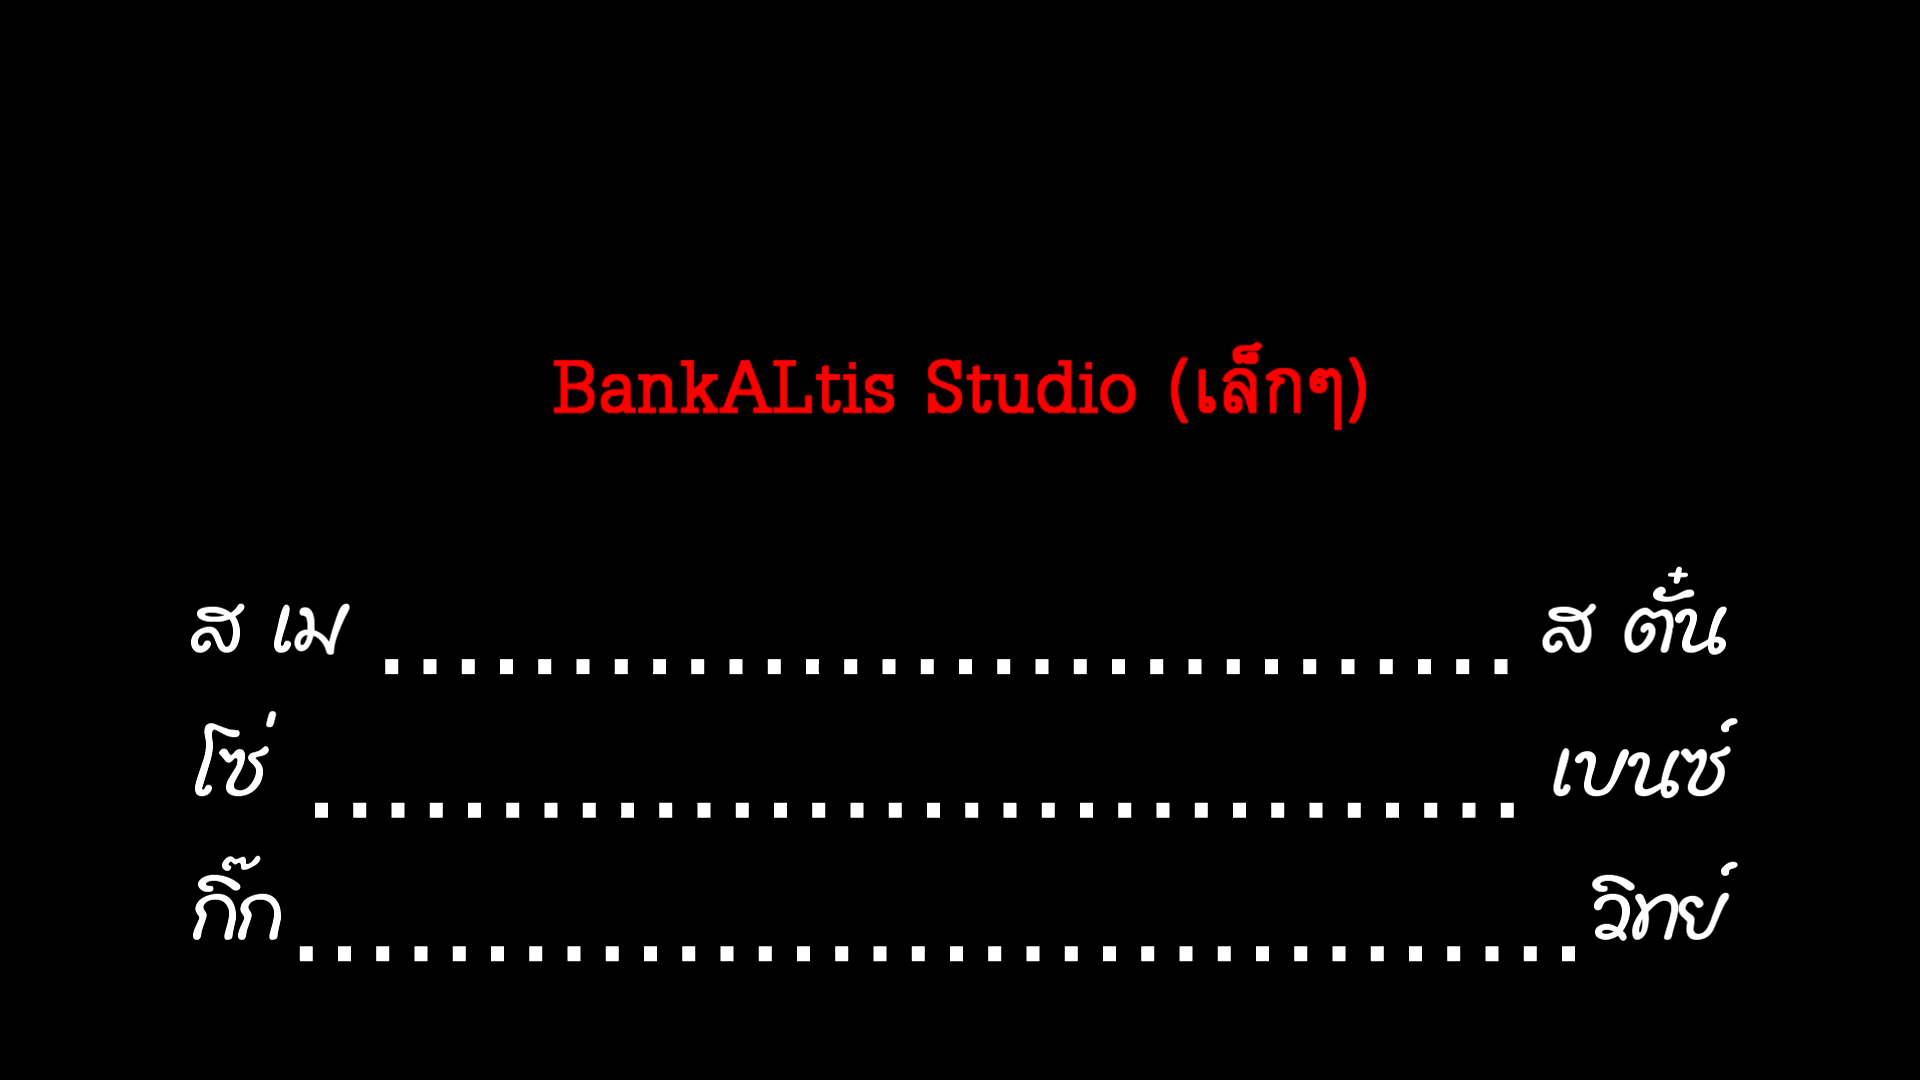 BankALtis Studio (เล็กๆ)
ส เม ..............................ส ตั๋น
โซ่ ................................ เบนซ์
กิ๊ก..................................วิทย์